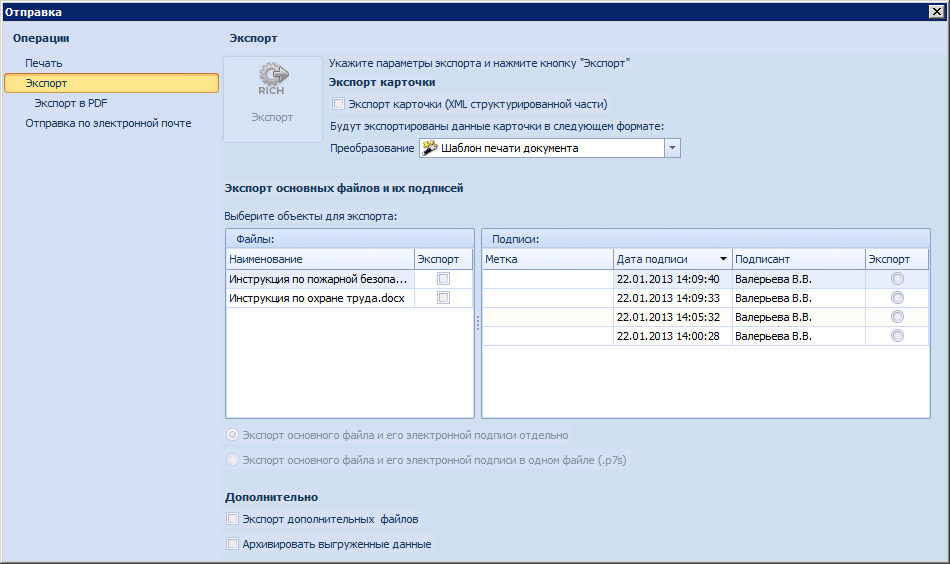 Отправка
Операции
Печать
Экспорт
Экспорт в PDF
Отправка по электронной почте
Экспорт
RICH
Экспорт
Укажите параметры экспорта и нажмите кнопку "Экспорт"
Экспорт карточки
Экспорт карточки (XML структурированной части)
Будут экспортированы данные карточки в следующем формате:
Преобразование Шаблон печати документа
Экспорт основных файлов и их подписей
Выберите объекты для экспорта:
Файлы:
Наименование Экспорт
Инструкция по пожарной безопа...
Инструкция по охране труда.docx
Подписи:
Метка Дата подписи Подписант Экспорт
22.01.2013 14:09:40 Валерьева В.В.
22.01.2013 14:09:33 Валерьева В.В.
22.01.2013 14:05:32 Валерьева В.В.
22.01.2013 14:00:28 Валерьева В.В.
Экспорт основного файла и его электронной подписи отдельно
Экспорт основного файла и его электронной подписи в одном файле (.p7s)
Дополнительно
Экспорт дополнительных файлов
Архивировать выгруженные данные